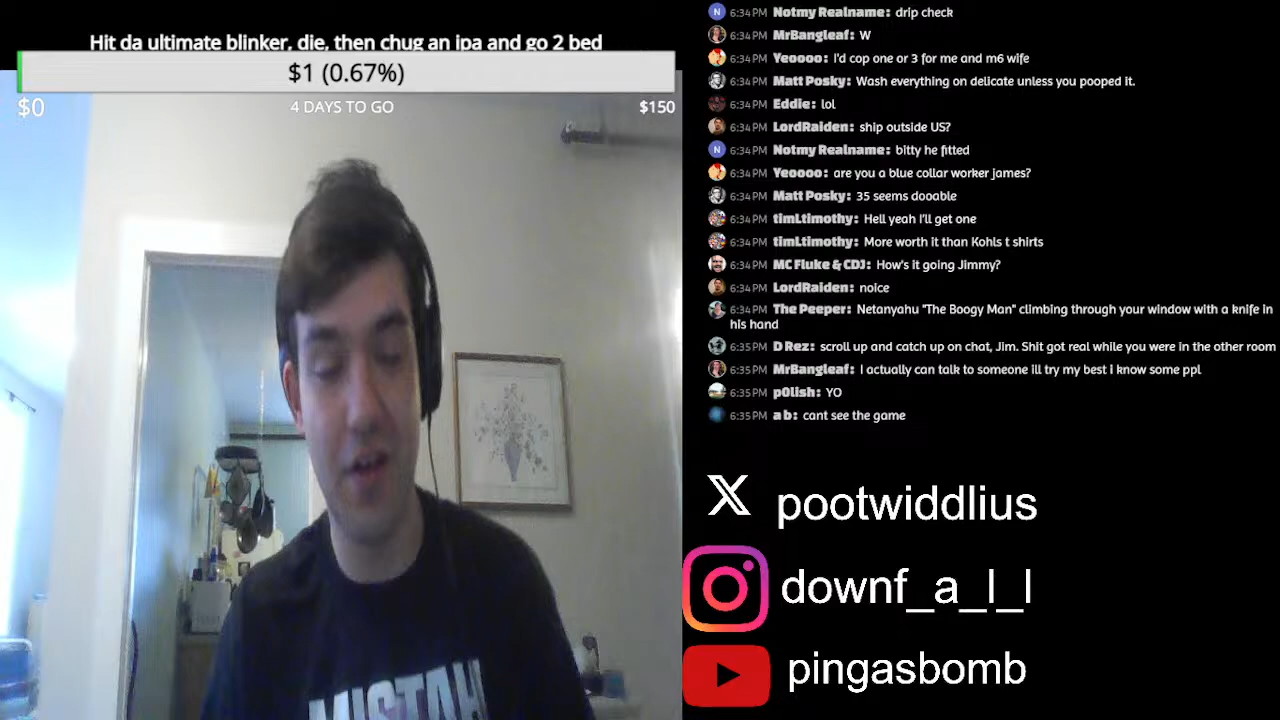 Hit da ultimate blinker, die, then chug an ipa and go 2 bed
$1 (0.67%)
$0 4 DAYS TO GO $150
N 6:34 PM Notmy Realname: drip check
6:34 PM MrBangleaf: W
6:34 PM Yeoooo: I'd cop one or 3 for me and m6 wife
6:34 PM Matt Posky: Wash everything on delicate unless you pooped it.
6:34 PM Eddie: lol
6:34 PM LordRaiden: ship outside US?
N 6:34 PM Notmy Realname: bitty he fitted
6:34 PM Yeoooo: are you a blue collar worker james?
6:34 PM Matt Posky: 35 seems dooable
6:34 PM timLtimothy: Hell yeah I'll get one
6:34 PM timLtimothy: More worth it than Kohls t shirts
6:34 PM MC Fluke & CDJ: How's it going Jimmy?
6:34 PM LordRaiden: noice
6:34 PM The Peeper: Netanyahu "The Boogy Man" climbing through your window with a knife in
his hand
6:35 PM D Rez: scroll up and catch up on chat, Jim. Shit got real while you were in the other room
6:35 PM MrBangleaf: I actually can talk to someone ill try my best i know some ppl
6:35 PM p0lish: YO
6:35 PM a b: cant see the game
X pootwiddlius
downf_a_l_l
pingasbomb
MISTAH